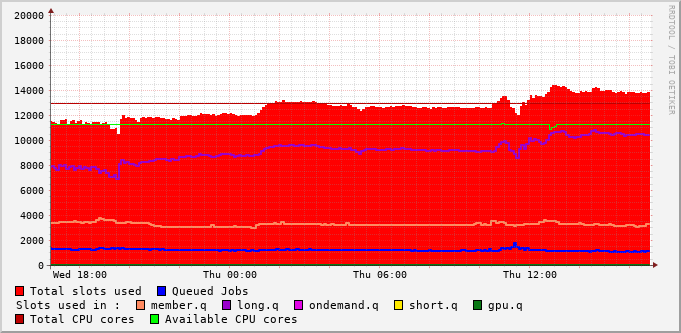 20000
18000
16000
14000
12000
10000
8000
6000
4000
2000
0
Wed 18:00 Thu 00:00 Thu 06:00 Thu 12:00
RRDTOOL / TOBI OETIKER
Total slots used Queued Jobs
Slots used in : member.q long.q ondemand.q short.q gpu.q
Total CPU cores Available CPU cores